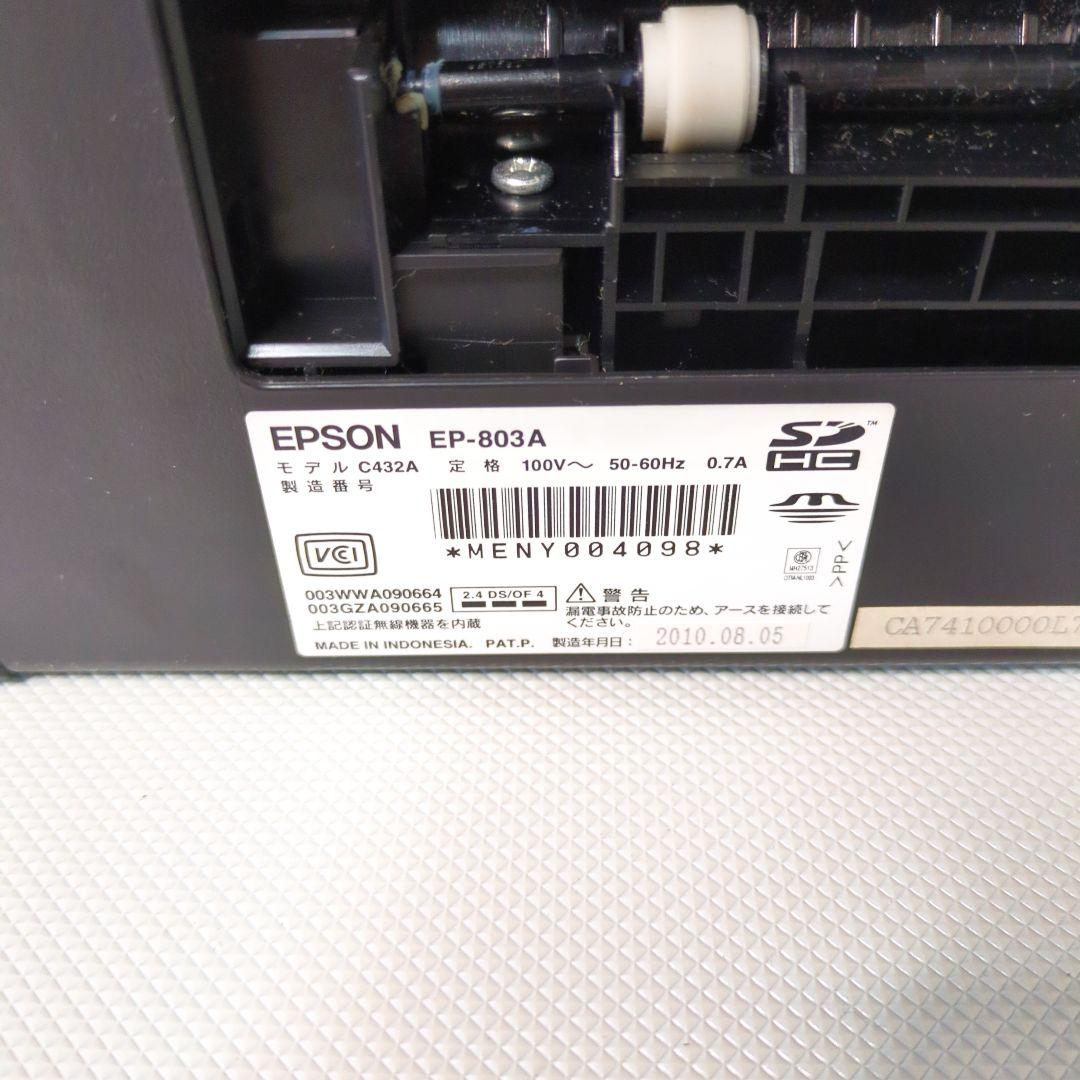 EPSON EP-803A
モデル C432A 定格 100V～ 50-60Hz 0.7A
製造番号
SD HC ™
*MENY004098*
VCI
003WWA090664
003GZA090665
2.4 DS/OF 4
上記認証無線機器を内蔵
警告
漏電事故防止のため、アースを接続して
ください。
MADE IN INDONESIA. PAT.P. 製造年月日: 2010.08.05
>PP<
CA7410000L7